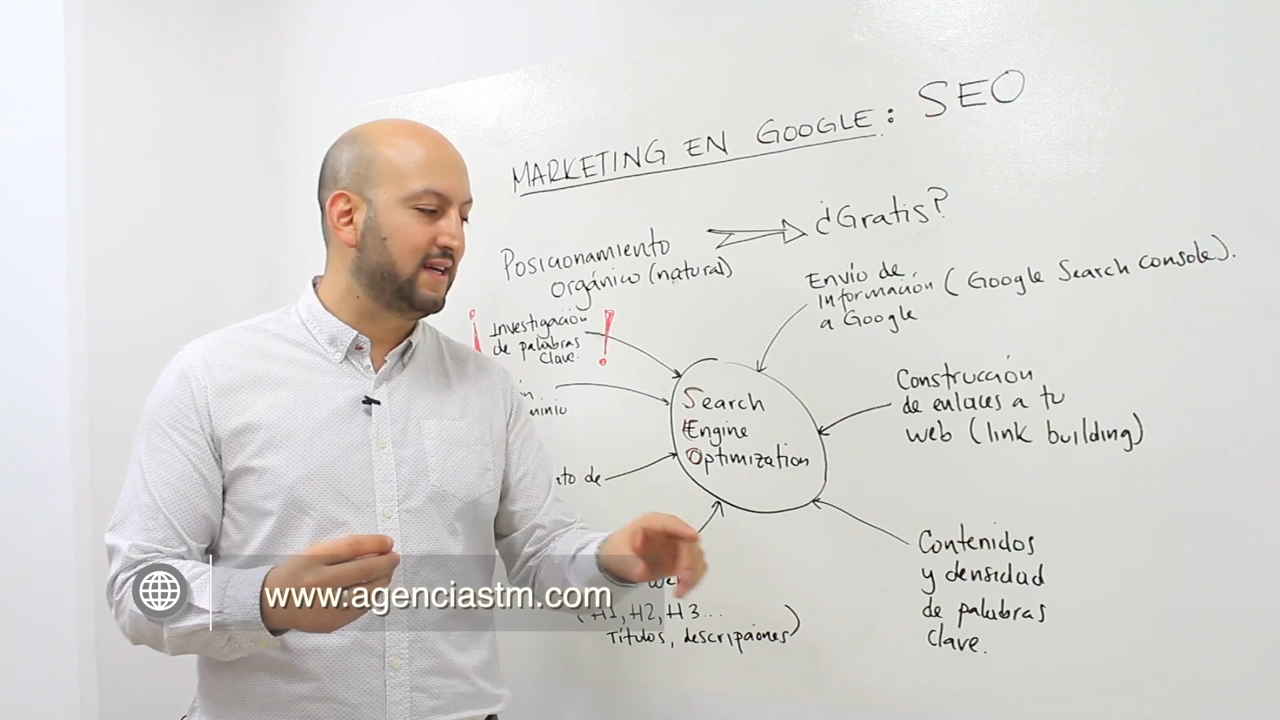 MARKETING EN GOOGLE: SEO
Posicionamiento
orgánico (natural)
¿Gratis?
Envío de
información (Google Search console).
a Google
¡Investigación
de palabras
clave.!
Search
Engine
Optimization
Construcción
de enlaces a tu
web (link building)
Contenidos
y densidad
de palabras
clave.
de
(H1, H2, H3...
Títulos, descripciones)
www.agenciastm.com